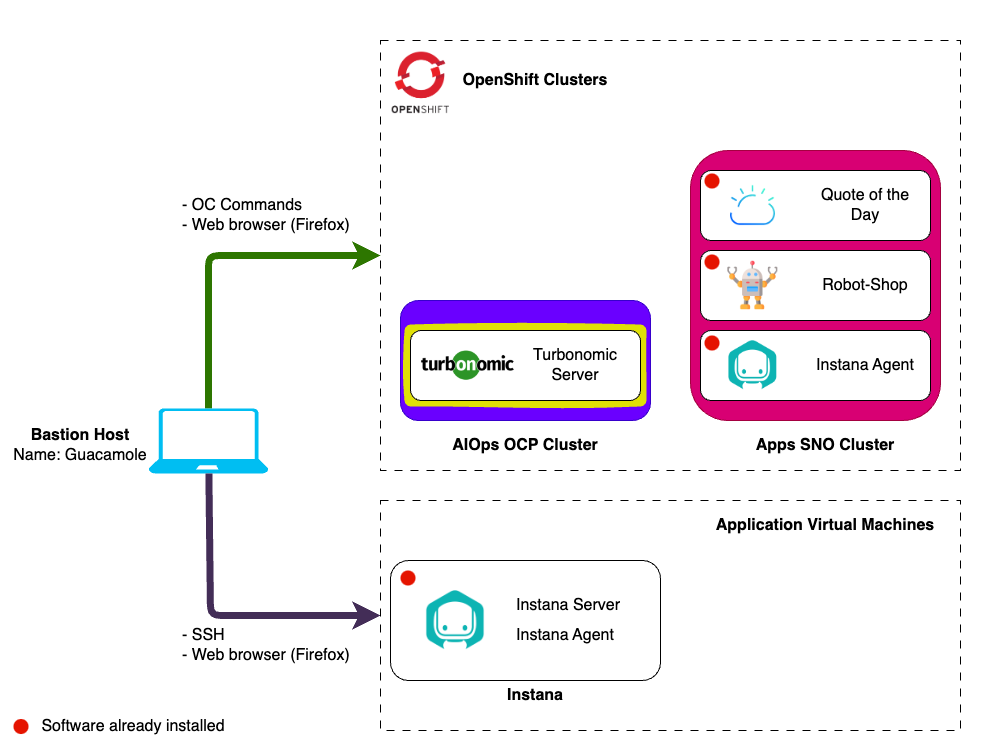 OPENSHIFT
OpenShift Clusters
- OC Commands
- Web browser (Firefox)
Quote of the
Day
Robot-Shop
Instana Agent
turbonomic
Turbonomic
Server
AIOps OCP Cluster
Apps SNO Cluster
Bastion Host
Name: Guacamole
Application Virtual Machines
Instana Server
Instana Agent
- SSH
- Web browser (Firefox)
Instana
Software already installed